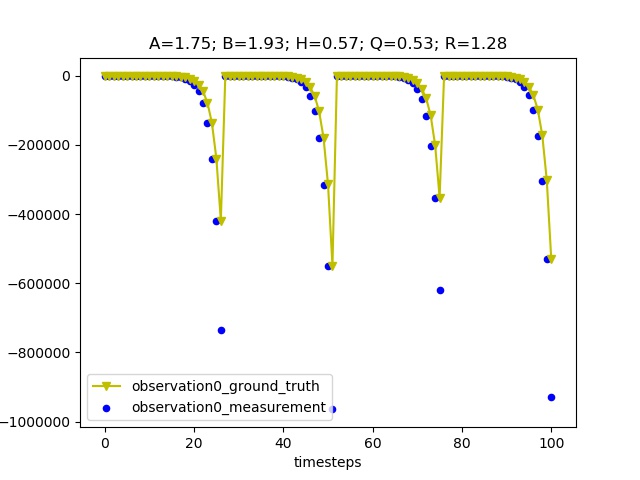 A=1.75; B=1.93; H=0.57; Q=0.53; R=1.28
0
−200000
−400000
−600000
−800000
−1000000
observation0_ground_truth
observation0_measurement
0 20 40 60 80 100
timesteps